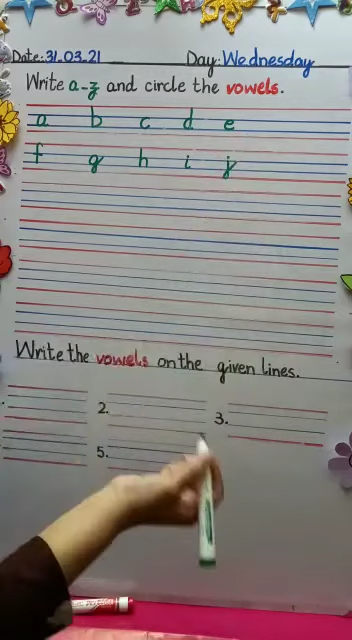 Date:31.03.21 Day:Wednesday
Write a-z and circle the vowels.
a b c d e
f g h i j
Write the vowels on the given lines.
2. 3.
5.